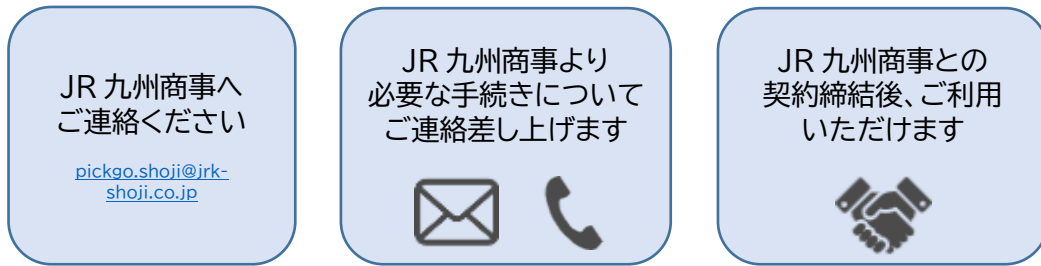 JR 九州商事へ
ご連絡ください
pickgo.shoji@jrk-
shoji.co.jp
JR 九州商事より
必要な手続きについて
ご連絡差し上げます
JR 九州商事との
契約締結後、ご利用
いただけます